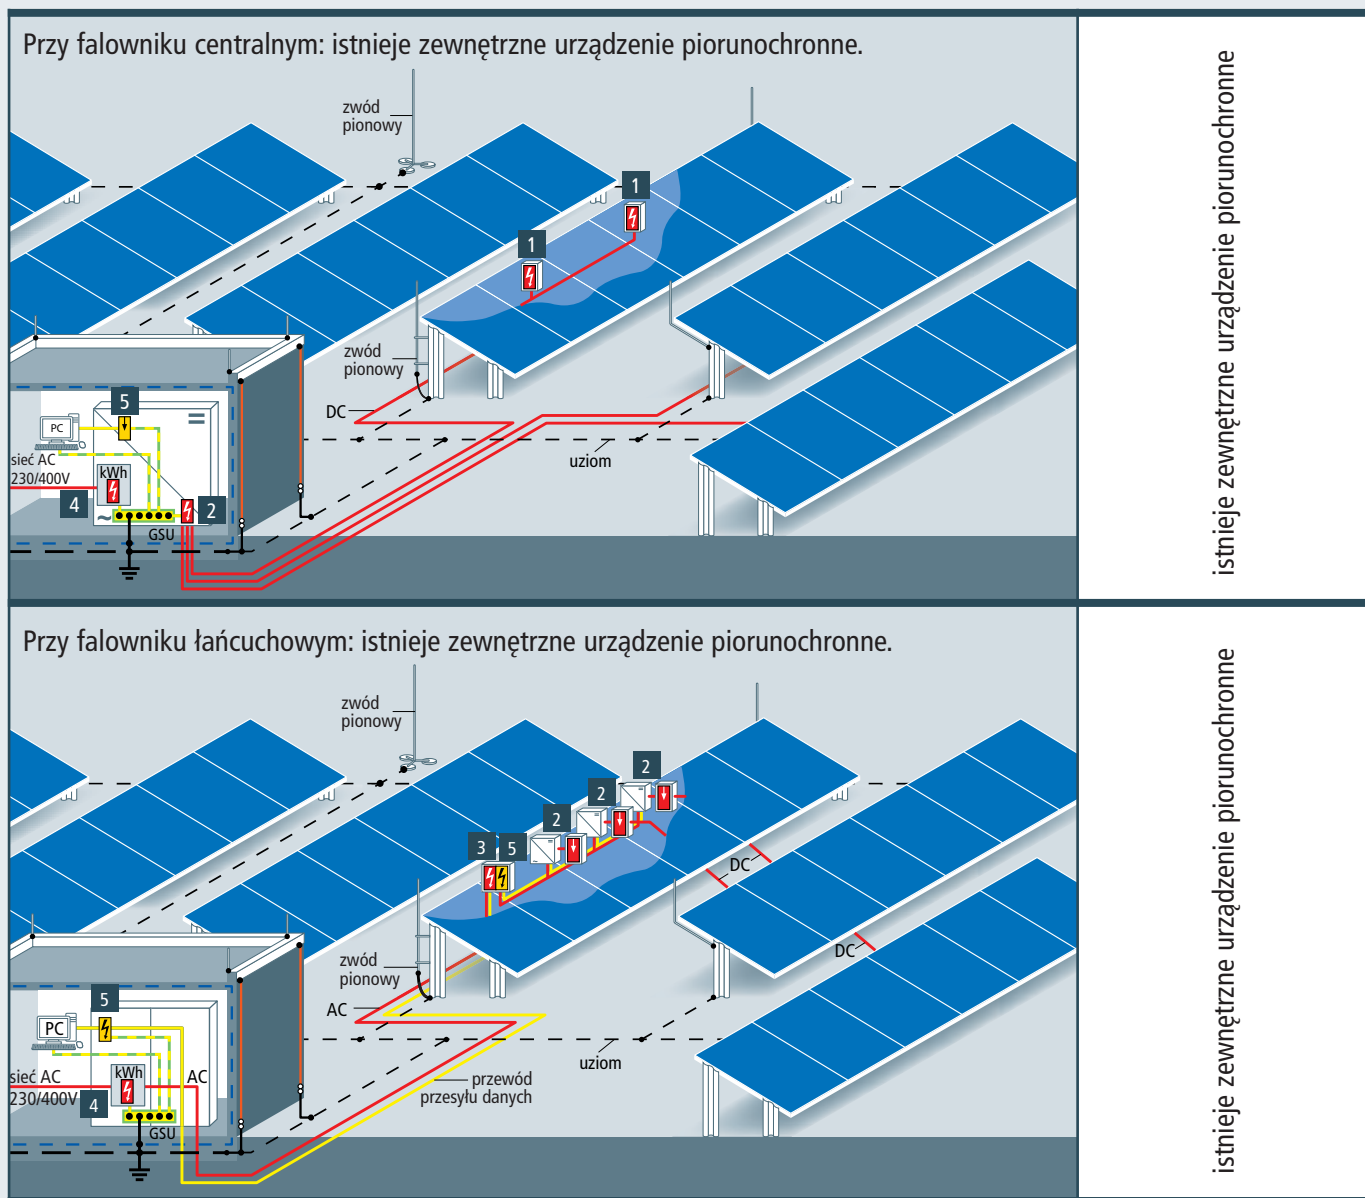 Przy falowniku centralnym: istnieje zewnętrzne urządzenie piorunochronne.
zwód
pionowy
1
1
zwód
pionowy
DC
5
PC
sieć AC
230/400V
kWh
4
2
~
GSU
uziom
istnieje zewnętrzne urządzenie piorunochronne
Przy falowniku łańcuchowym: istnieje zewnętrzne urządzenie piorunochronne.
zwód
pionowy
2
2
2
3 5
DC
DC
zwód
pionowy
AC
5
PC
sieć AC
230/400V
kWh
AC
4
GSU
uziom
przewód
przesyłu danych
istnieje zewnętrzne urządzenie piorunochronne